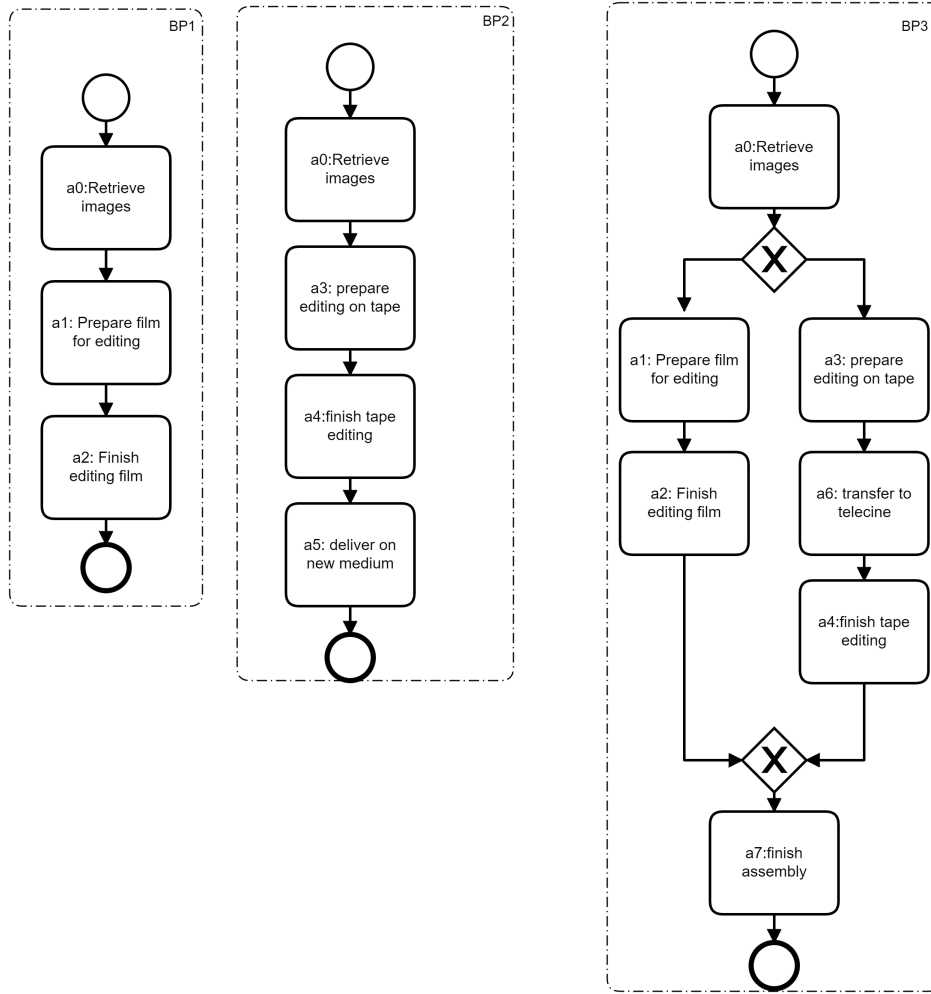 BP1
a0:Retrieve
images
a1: Prepare film
for editing
a2: Finish
editing film
BP2
a0:Retrieve
images
a3: prepare
editing on tape
a4:finish tape
editing
a5: deliver on
new medium
BP3
a0:Retrieve
images
X
a1: Prepare film
for editing
a2: Finish
editing film
a3: prepare
editing on tape
a6: transfer to
telecine
a4:finish tape
editing
X
a7:finish
assembly